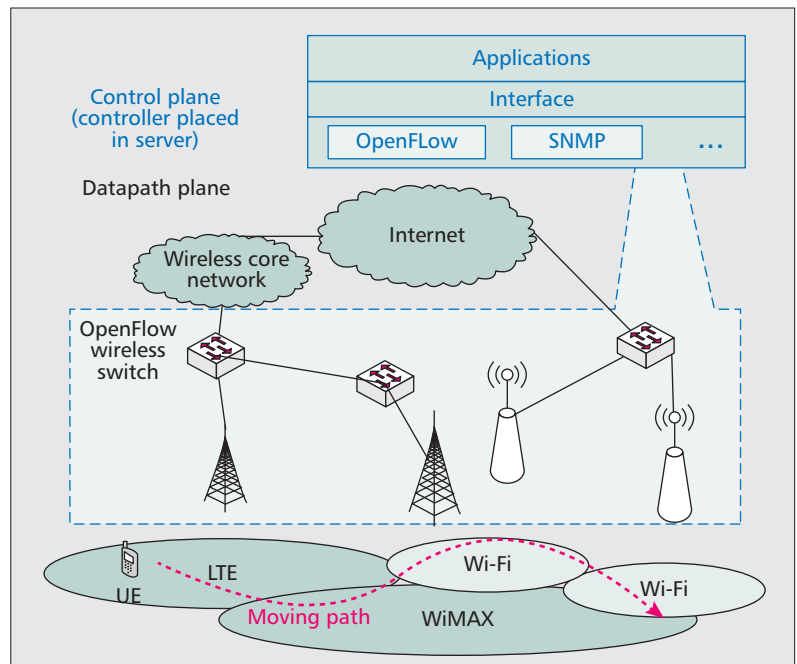 Applications
Control plane
(controller placed
in server)
Interface
OpenFLow
SNMP
...
Datapath plane
Internet
Wireless core
network
OpenFlow
wireless
switch
LTE
Wi-Fi
UE
Wi-Fi
Moving path
WiMAX